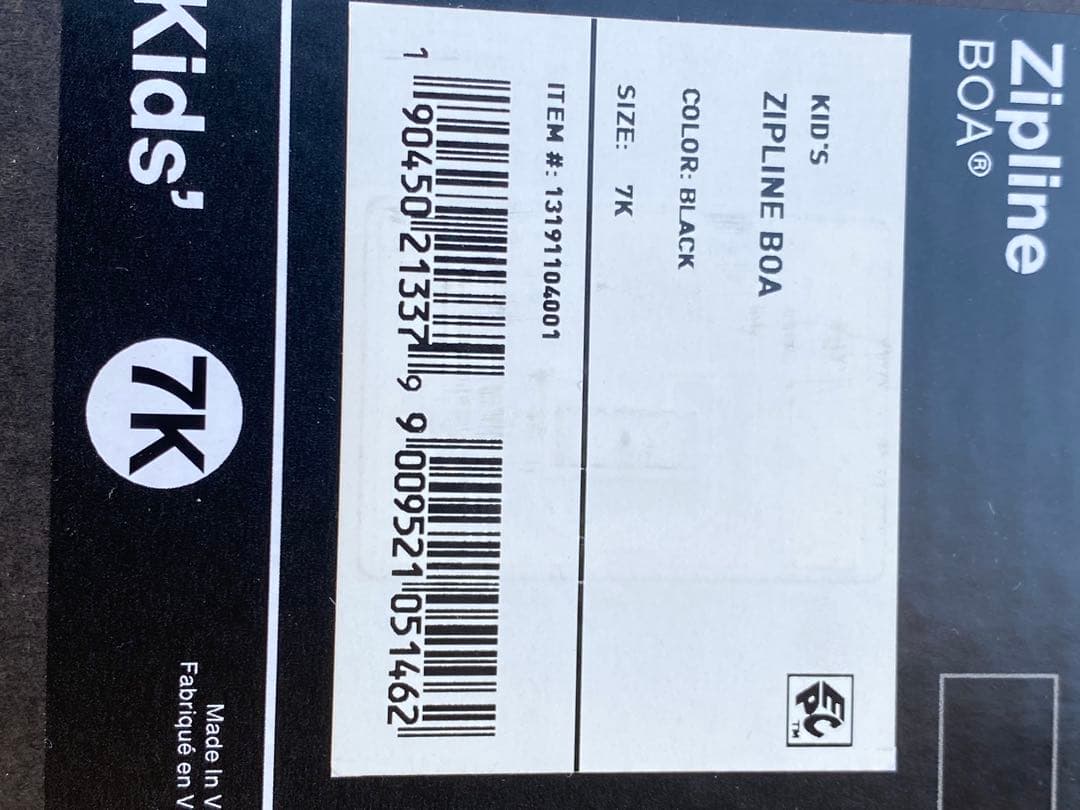 Zipline
BOA®
KID'S
ZIPLINE BOA
COLOR: BLACK
SIZE: 7K
ITEM #: 13191104001
1 90450 21337 9
9 009521 051462
EPC™
Kids'
7K
Made In V
Fabriqué en V